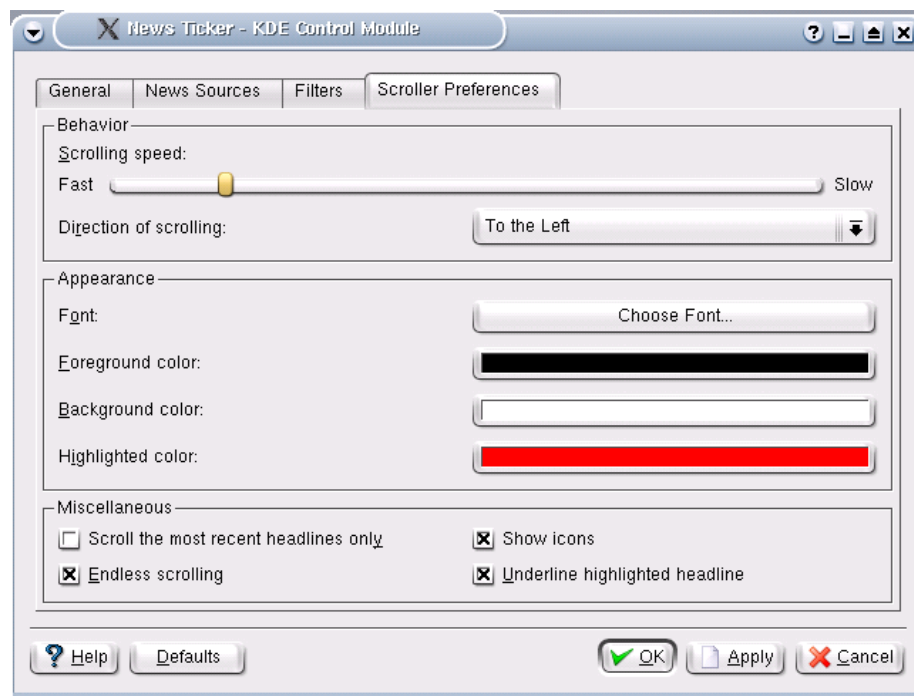 News Ticker - KDE Control Module
General News Sources Filters Scroller Preferences
Behavior
Scrolling speed:
Fast Slow
Direction of scrolling: To the Left
Appearance
Font: Choose Font...
Foreground color:
Background color:
Highlighted color:
Miscellaneous
Scroll the most recent headlines only Show icons
Endless scrolling Underline highlighted headline
Help Defaults OK Apply Cancel